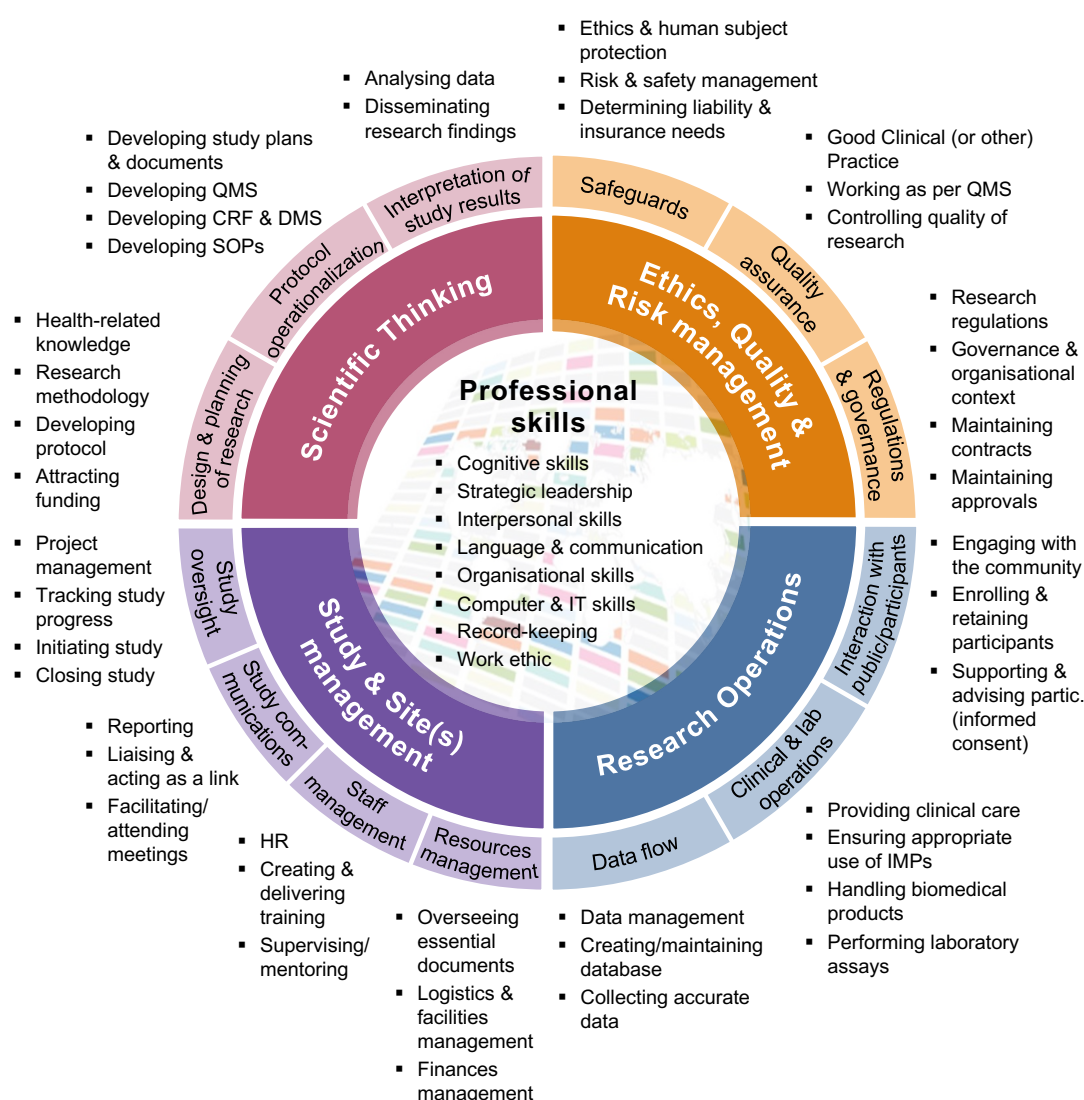 Professional
skills
▪ Cognitive skills
▪ Strategic leadership
▪ Interpersonal skills
▪ Language & communication
▪ Organisational skills
▪ Computer & IT skills
▪ Record-keeping
▪ Work ethic
Scientific Thinking
Design & planning
of research
▪ Health-related
knowledge
▪ Research
methodology
▪ Developing
protocol
▪ Attracting
funding
Protocol
operationalization
▪ Developing study plans
& documents
▪ Developing QMS
▪ Developing CRF & DMS
▪ Developing SOPs
Interpretation of
study results
▪ Analysing data
▪ Disseminating
research findings
Ethics, Quality &
Risk management
Safeguards
▪ Ethics & human subject
protection
▪ Risk & safety management
▪ Determining liability &
insurance needs
Quality
assurance
▪ Good Clinical (or other)
Practice
▪ Working as per QMS
▪ Controlling quality of
research
Regulations
& governance
▪ Research
regulations
▪ Governance &
organisational
context
▪ Maintaining
contracts
▪ Maintaining
approvals
Research Operations
Interaction with
public/participants
▪ Engaging with
the community
▪ Enrolling &
retaining
participants
▪ Supporting &
advising partic.
(informed
consent)
Clinical & lab
operations
▪ Providing clinical care
▪ Ensuring appropriate
use of IMPs
▪ Handling biomedical
products
▪ Performing laboratory
assays
Data flow
▪ Data management
▪ Creating/maintaining
database
▪ Collecting accurate
data
Study & Site(s)
management
Resources
management
▪ Overseeing
essential
documents
▪ Logistics &
facilities
management
▪ Finances
management
Staff
management
▪ HR
▪ Creating &
delivering
training
▪ Supervising/
mentoring
Study com-
munications
▪ Reporting
▪ Liaising &
acting as a link
▪ Facilitating/
attending
meetings
Study
oversight
▪ Project
management
▪ Tracking study
progress
▪ Initiating study
▪ Closing study